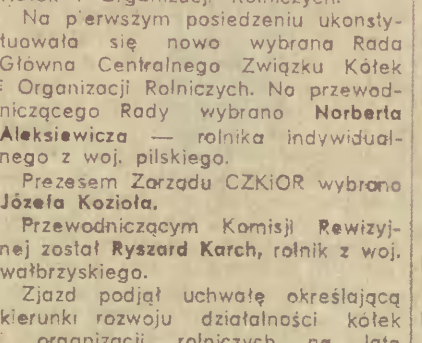 Na pierwszym posiedzeniu ukonsty-
tuowała się nowo wybrana Rada
Główna Centralnego Związku Kółek
i Organizacji Rolniczych. Na przewod-
niczącego Rady wybrano Norberta
Aleksiewicza — rolnika indywidual-
nego z woj. pilskiego.
Prezesem Zarządu CZKiOR wybrano
Józefa Kozioła.
Przewodniczącym Komisji Rewizyj-
nej został Ryszard Karch, rolnik z woj.
wałbrzyskiego.
Zjazd podjął uchwałę określającą
kierunki rozwoju działalności kółek
i organizacji rolniczych na lata